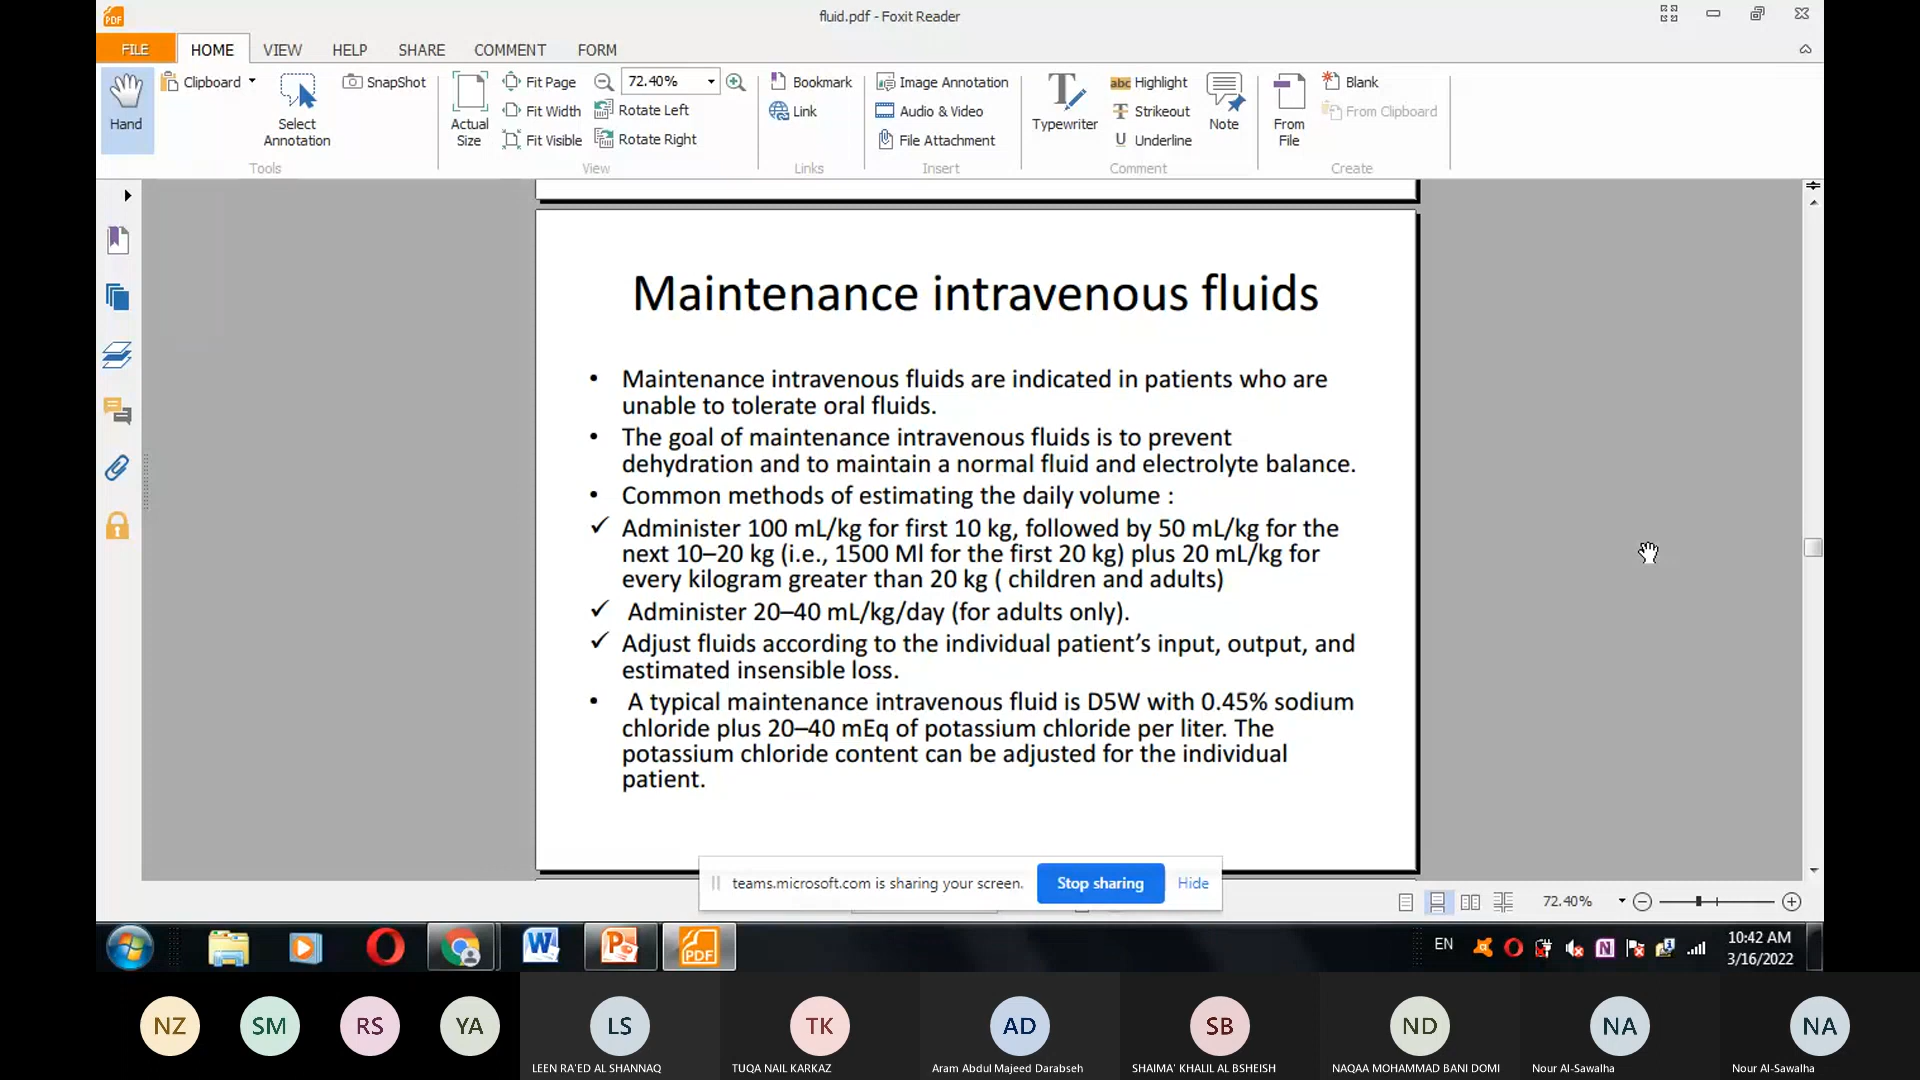 fluid.pdf - Foxit Reader
FILE HOME VIEW HELP SHARE COMMENT FORM
Hand
Clipboard
Select
Annotation
SnapShot
Tools
Actual
Size
Fit Page
Fit Width
Fit Visible
72.40%
Rotate Left
Rotate Right
View
Bookmark
Link
Links
Image Annotation
Audio & Video
File Attachment
Insert
Typewriter
abc Highlight
Strikeout
Underline
Note
Comment
From
File
Blank
From Clipboard
Create
Maintenance intravenous fluids
• Maintenance intravenous fluids are indicated in patients who are
unable to tolerate oral fluids.
• The goal of maintenance intravenous fluids is to prevent
dehydration and to maintain a normal fluid and electrolyte balance.
• Common methods of estimating the daily volume :
✓ Administer 100 mL/kg for first 10 kg, followed by 50 mL/kg for the
next 10–20 kg (i.e., 1500 Ml for the first 20 kg) plus 20 mL/kg for
every kilogram greater than 20 kg ( children and adults)
✓ Administer 20–40 mL/kg/day (for adults only).
✓ Adjust fluids according to the individual patient’s input, output, and
estimated insensible loss.
• A typical maintenance intravenous fluid is D5W with 0.45% sodium
chloride plus 20–40 mEq of potassium chloride per liter. The
potassium chloride content can be adjusted for the individual
patient.
teams.microsoft.com is sharing your screen. Stop sharing Hide
72.40%
EN
10:42 AM
3/16/2022
NZ SM RS YA LS TK AD SB ND NA NA
LEEN RA'ED AL SHANNAQ TUQA NAIL KARKAZ Aram Abdul Majeed Darabseh SHAIMA' KHALIL AL BSHEISH NAQAA MOHAMMAD BANI DOMI Nour Al-Sawalha Nour Al-Sawalha